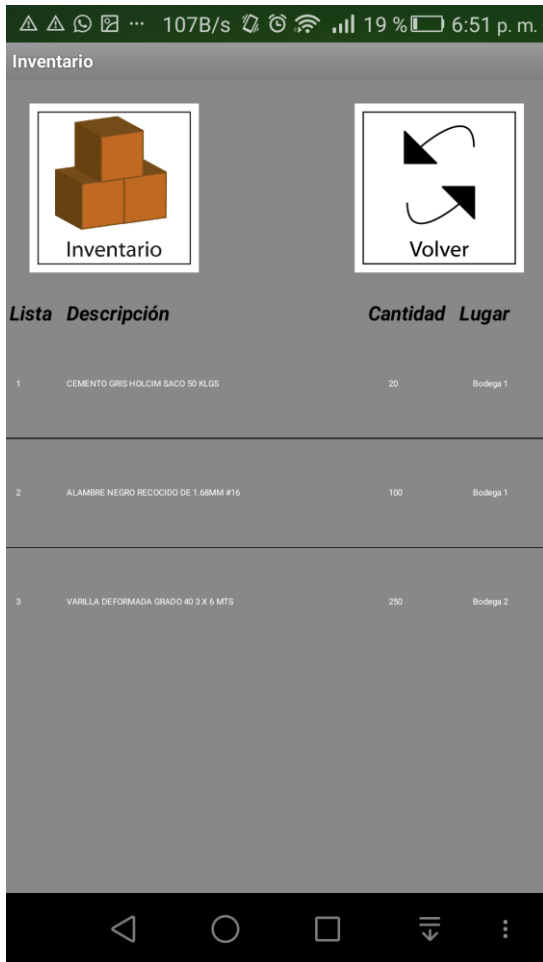 107B/s 19 % 6:51 p. m.
Inventario
Inventario Volver
Lista Descripción Cantidad Lugar
1 CEMENTO GRIS HOLCIM SACO 50 KLGS 20 Bodega 1
2 ALAMBRE NEGRO RECOCIDO DE 1.68MM #16 100 Bodega 1
3 VARILLA DEFORMADA GRADO 40 3 X 6 MTS 250 Bodega 2